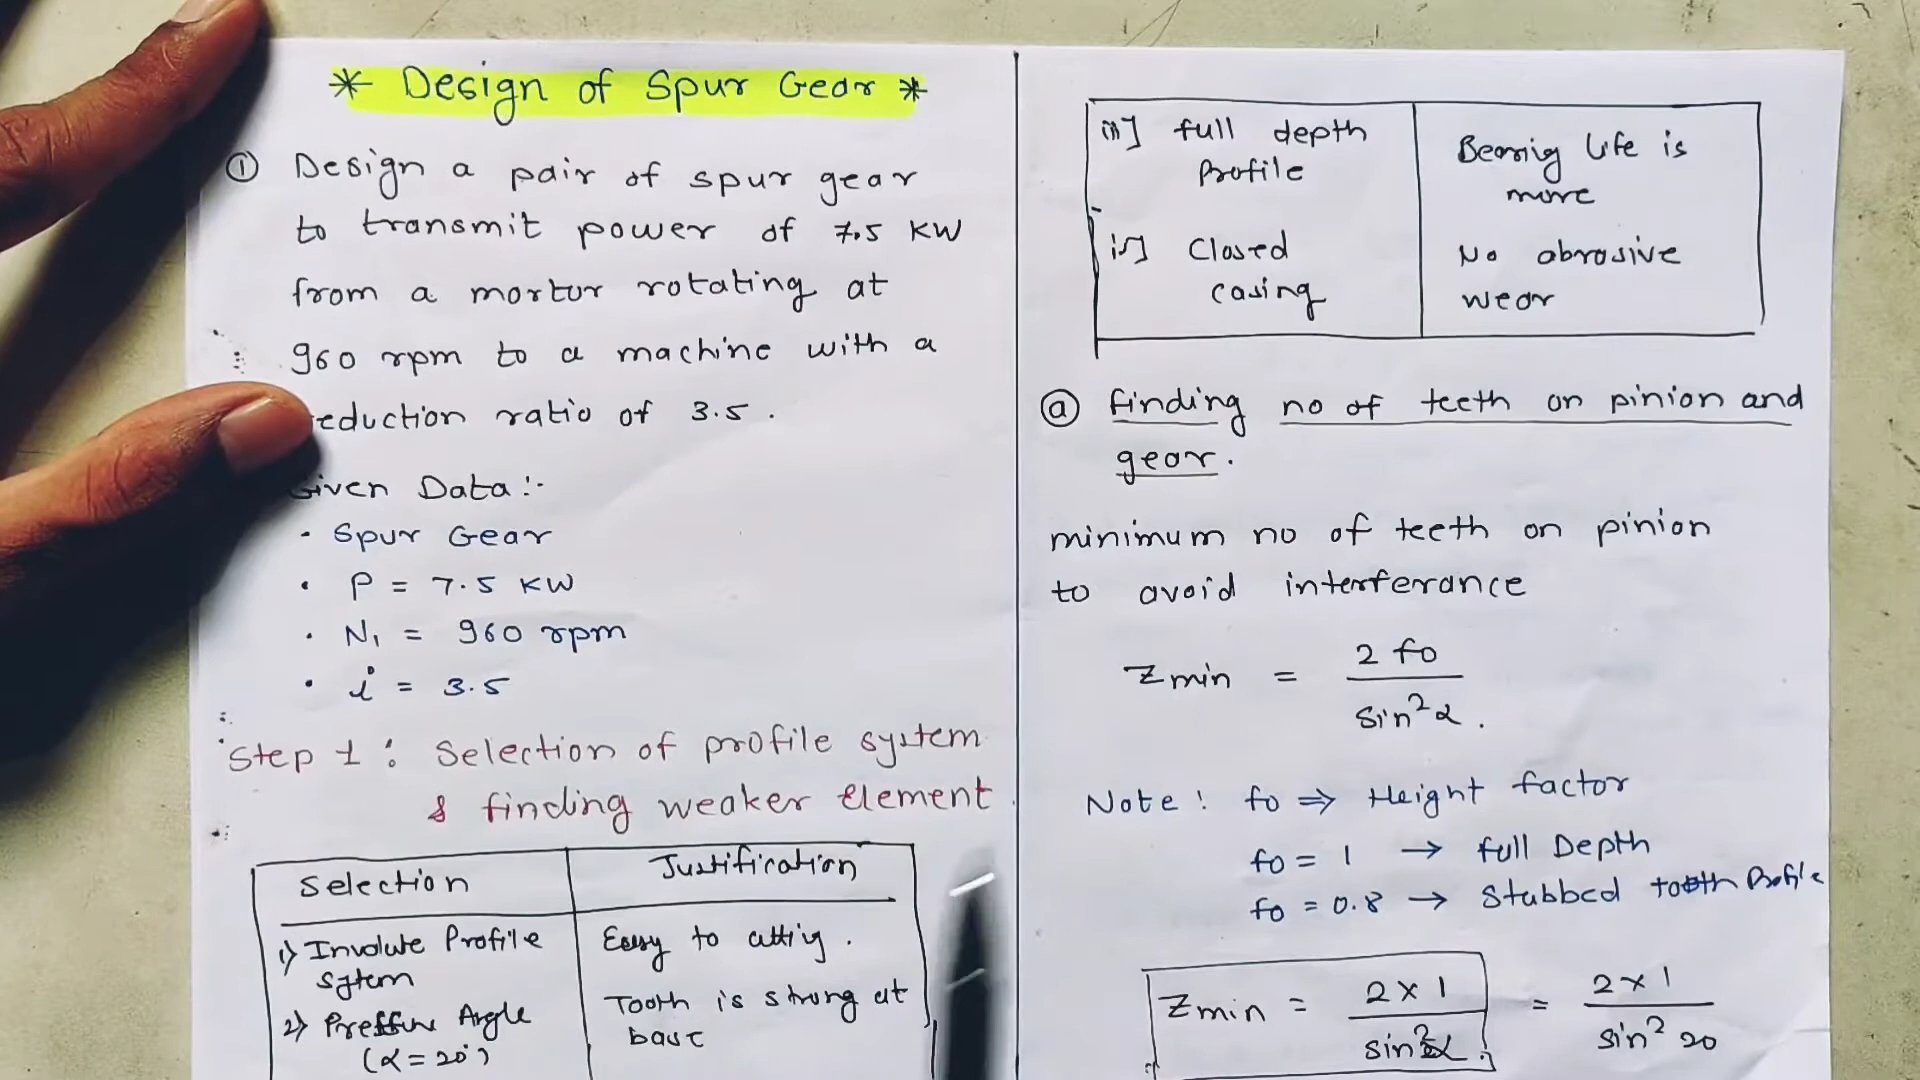 * Design of Spur Gear *
① Design a pair of spur gear
to transmit power of 7.5 KW
from a mortor rotating at
960 rpm to a machine with a
eduction ratio of 3.5 .
Given Data :-
• Spur Gear
• P = 7.5 KW
• N₁ = 960 rpm
• i = 3.5
Step 1 : Selection of profile system
& finding weaker Element
Selection Justification
1) Involute Profile
Easy to
System
2) Pressure Angle
(α = 20°)
Tooth is strong at
base
iii] full depth
Profile
Bearing life is
more
iv] Closed
casing
No abrasive
wear
ⓐ finding no of teeth on pinion and
gear .
minimum no of teeth on pinion
to avoid interferance
Zmin = 2 fo / sin²α .
Note : fo ⇒ Height factor
fo = 1 → full Depth
fo = 0.8 → Stubbed tooth Profile
Zmin = 2 × 1 / sin²α = 2 × 1 / sin² 20